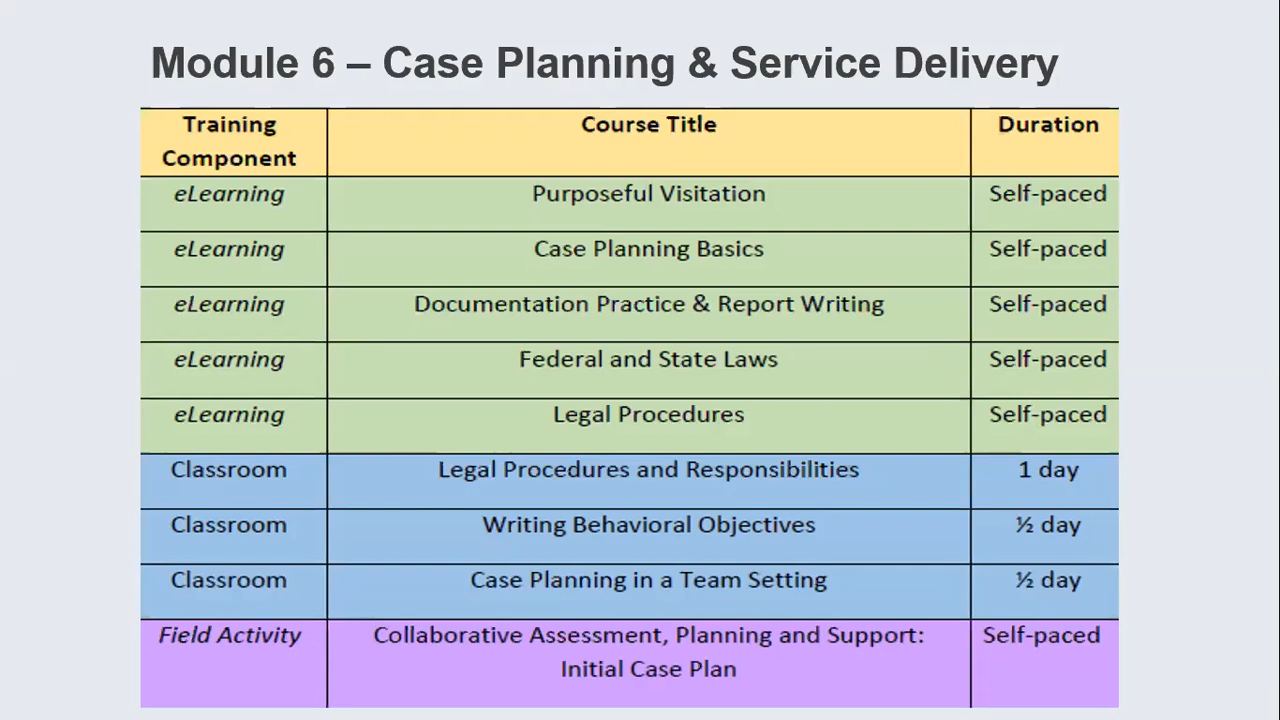 Module 6 – Case Planning & Service Delivery
Training Component Course Title Duration
eLearning Purposeful Visitation Self-paced
eLearning Case Planning Basics Self-paced
eLearning Documentation Practice & Report Writing Self-paced
eLearning Federal and State Laws Self-paced
eLearning Legal Procedures Self-paced
Classroom Legal Procedures and Responsibilities 1 day
Classroom Writing Behavioral Objectives ½ day
Classroom Case Planning in a Team Setting ½ day
Field Activity Collaborative Assessment, Planning and Support: Self-paced
Initial Case Plan